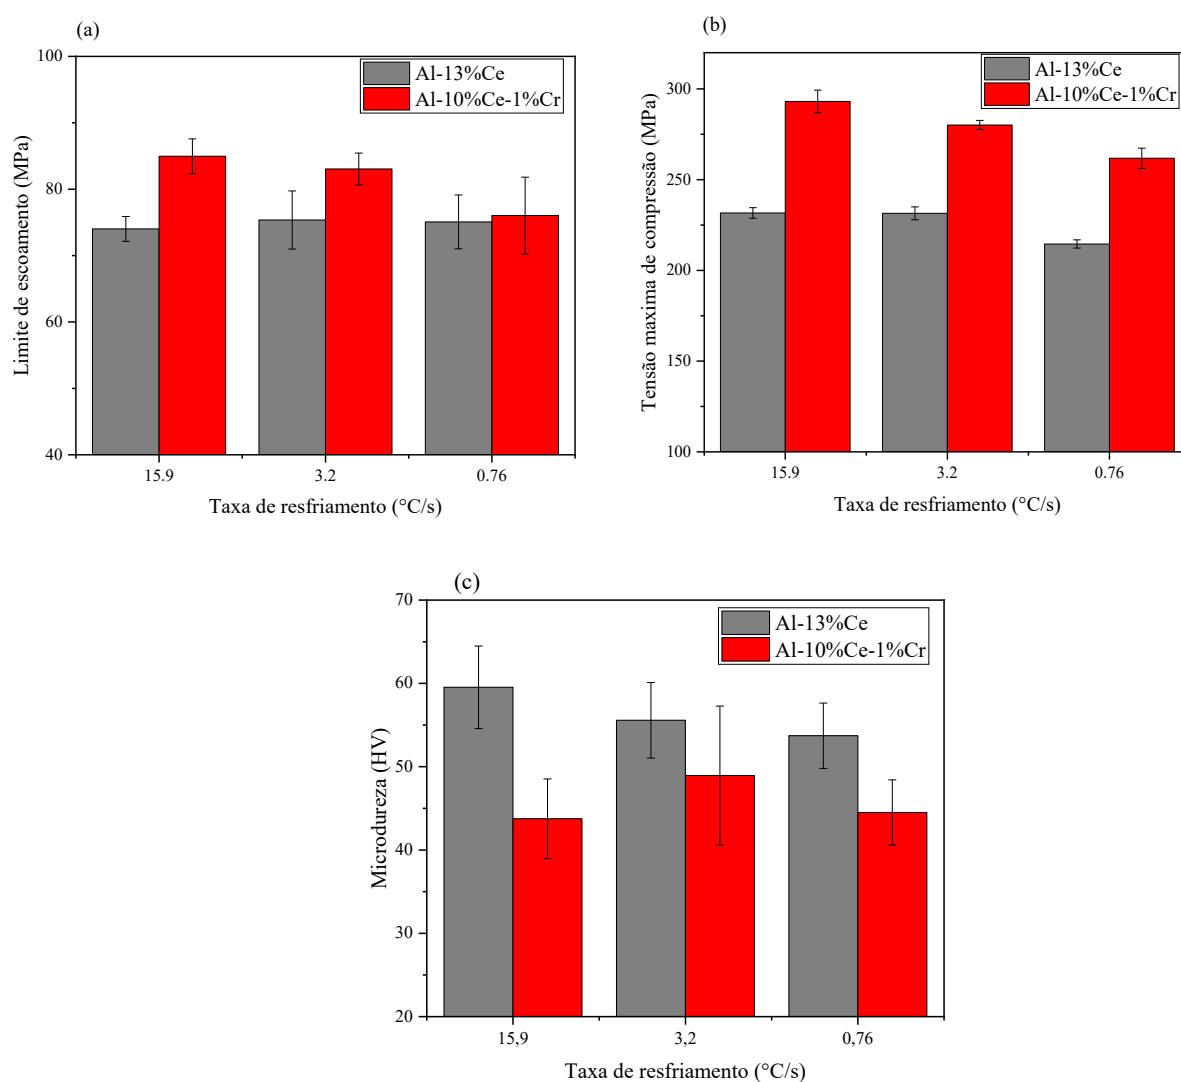 (a)
100
80
60
40
Limite de escoamento (MPa)
Al-13%Ce
Al-10%Ce-1%Cr
15.9
3.2
0.76
Taxa de resfriamento (°C/s)
(b)
300
250
200
150
100
Tensão maxima de compressão (MPa)
Al-13%Ce
Al-10%Ce-1%Cr
15.9
3.2
0.76
Taxa de resfriamento (°C/s)
(c)
70
60
50
40
30
20
Microdureza (HV)
Al-13%Ce
Al-10%Ce-1%Cr
15,9
3,2
0,76
Taxa de resfriamento (°C/s)